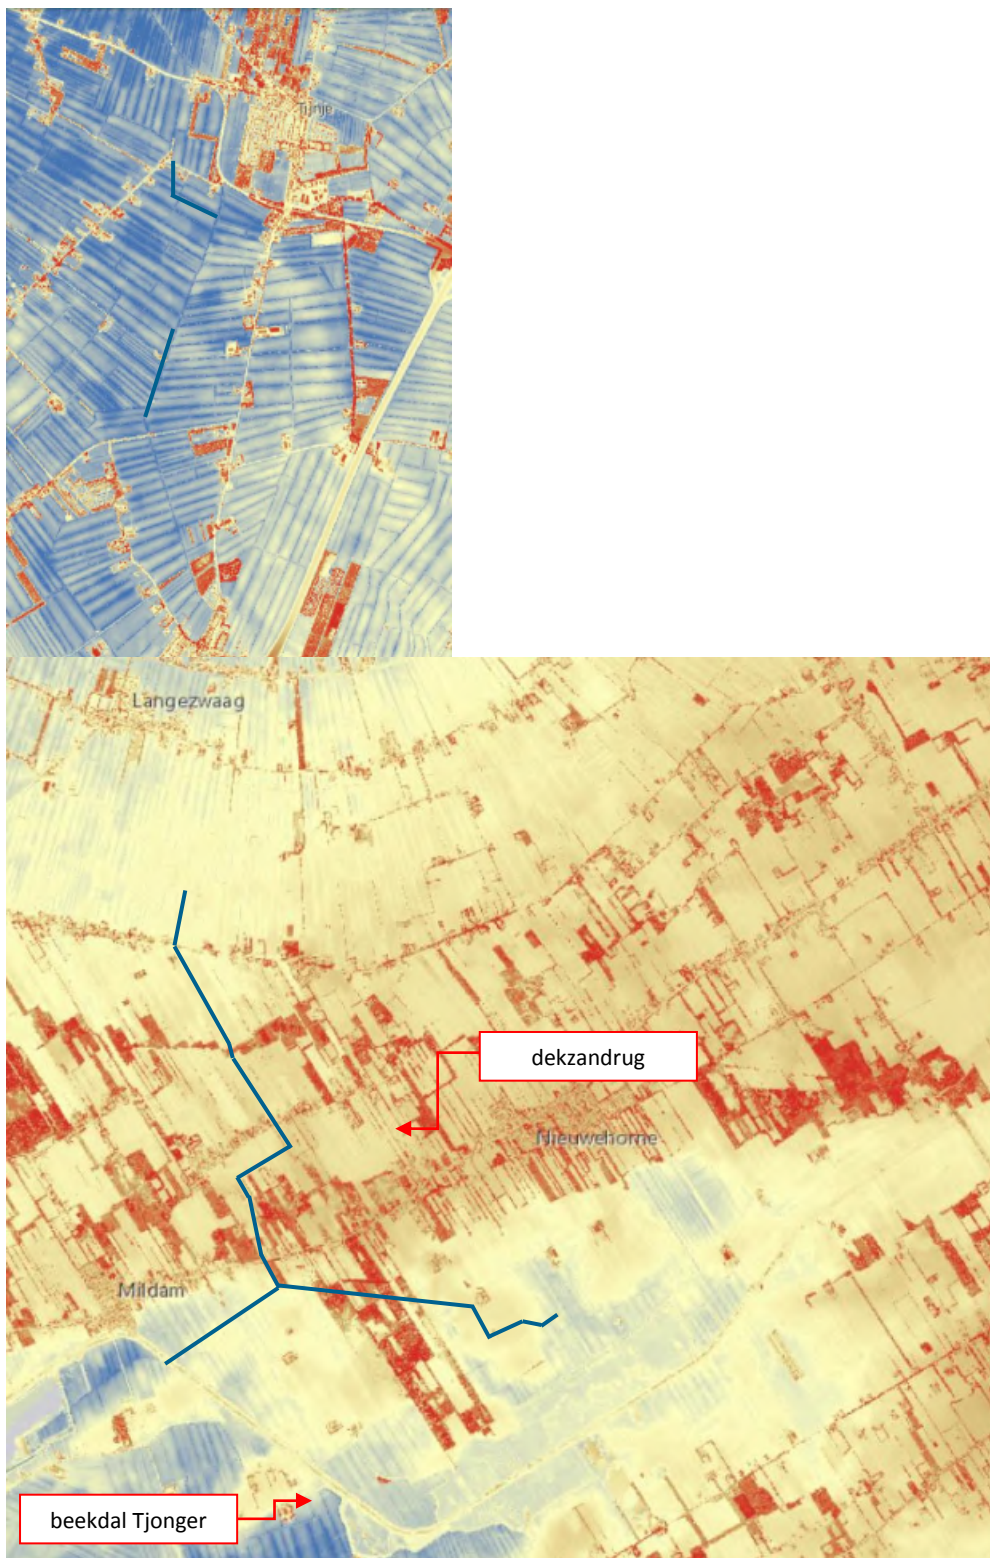 Tijnje
Langezwaag
dekzandrug
Nieuwehorne
Mildam
beekdal Tjonger